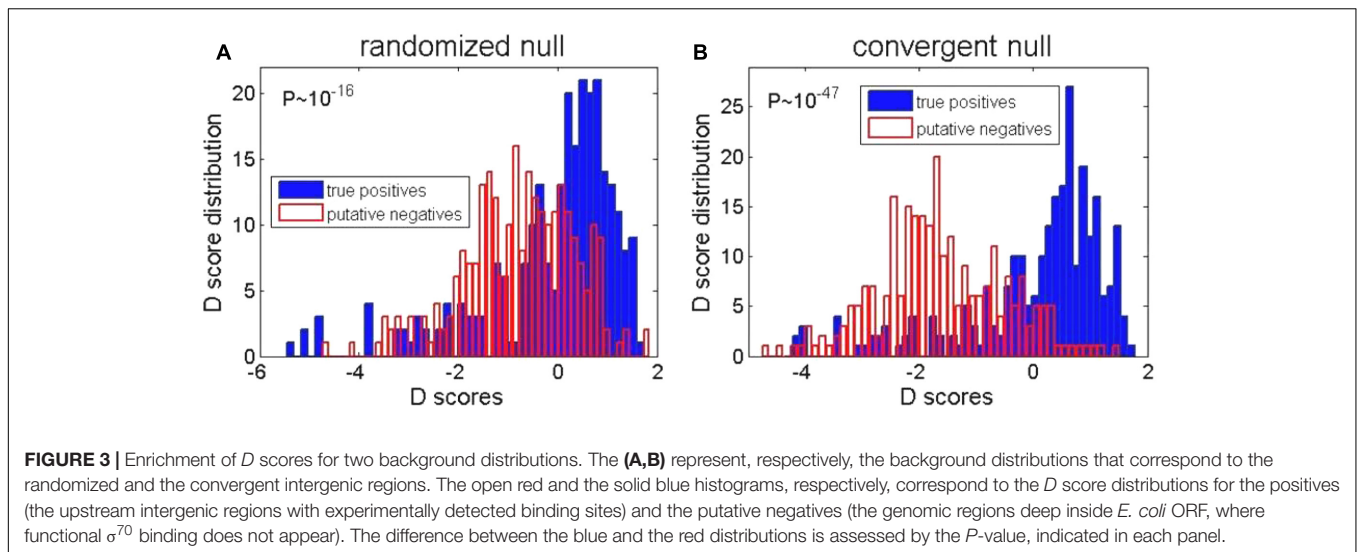 A randomized null
P~10^-16
true positives
putative negatives
D score distribution
20
15
10
5
0
-6 -4 -2 0 2
D scores
B convergent null
P~10^-47
true positives
putative negatives
D score distribution
25
20
15
10
5
0
-4 -2 0 2
D scores
FIGURE 3 | Enrichment of D scores for two background distributions. The (A,B) represent, respectively, the background distributions that correspond to the
randomized and the convergent intergenic regions. The open red and the solid blue histograms, respectively, correspond to the D score distributions for the positives
(the upstream intergenic regions with experimentally detected binding sites) and the putative negatives (the genomic regions deep inside E. coli ORF, where
functional σ⁷⁰ binding does not appear). The difference between the blue and the red distributions is assessed by the P-value, indicated in each panel.